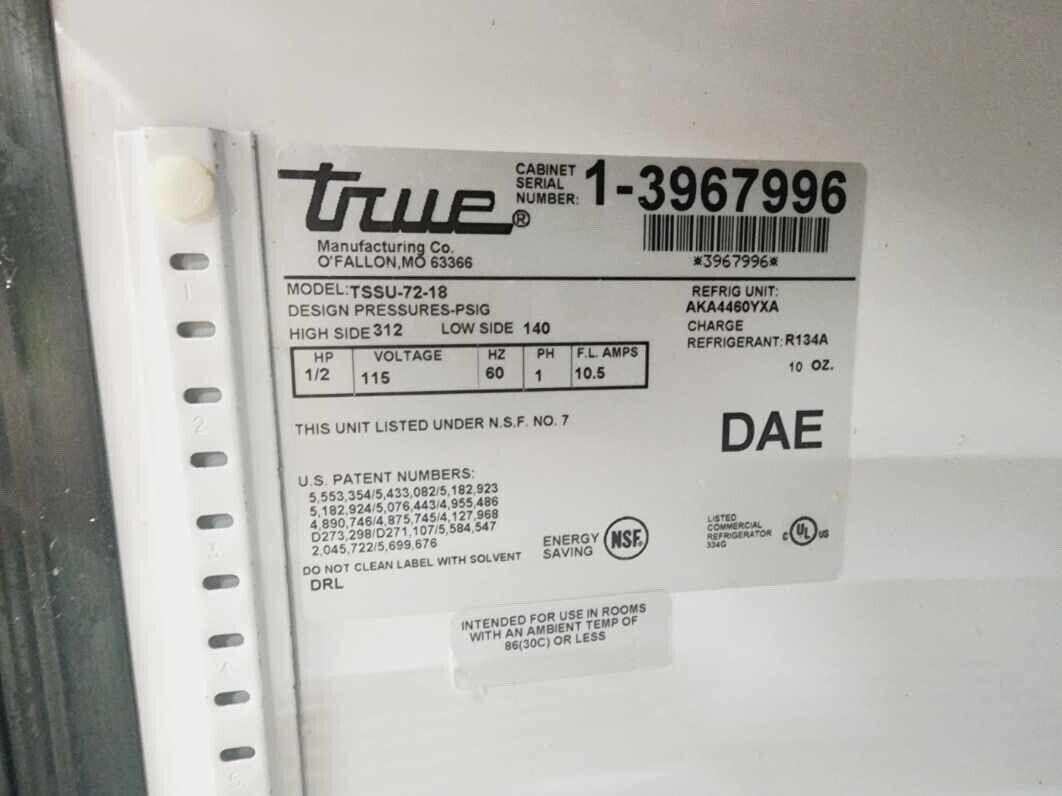 true®
CABINET
SERIAL
NUMBER: 1-3967996
*3967996*
Manufacturing Co.
O'FALLON,MO 63366
MODEL:TSSU-72-18
DESIGN PRESSURES-PSIG
HIGH SIDE 312 LOW SIDE 140
REFRIG UNIT:
AKA4460YXA
CHARGE
REFRIGERANT: R134A
10 OZ.
HP VOLTAGE HZ PH F.L. AMPS
1/2 115 60 1 10.5
THIS UNIT LISTED UNDER N.S.F. NO. 7
DAE
U.S. PATENT NUMBERS:
5,553,354/5,433,082/5,182,923
5,182,924/5,076,443/4,955,486
4,890,746/4,875,745/4,127,968
D273,298/D271,107/5,584,547
2,045,722/5,699,676
DO NOT CLEAN LABEL WITH SOLVENT
DRL
ENERGY
SAVING
NSF®
LISTED
COMMERCIAL
REFRIGERATOR
334G
c UL US
INTENDED FOR USE IN ROOMS
WITH AN AMBIENT TEMP OF
86(30C) OR LESS
1
2
3
4
5